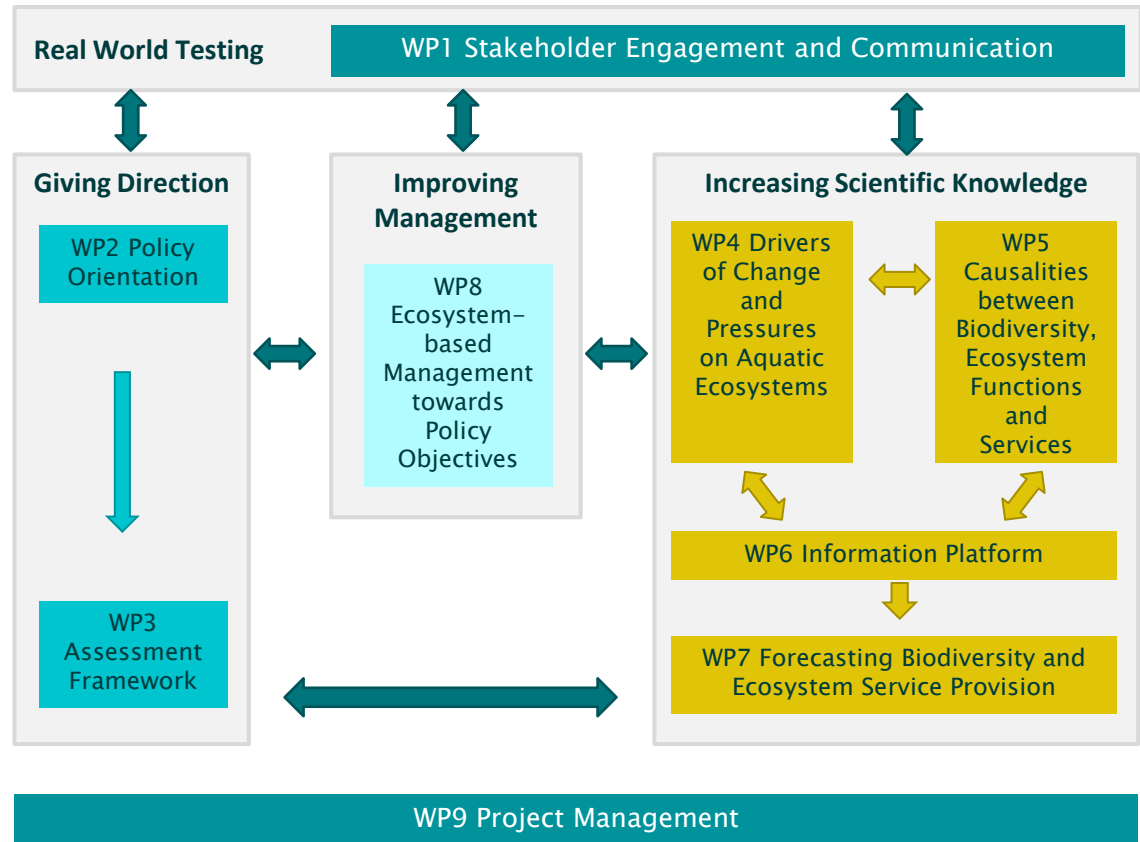 Real World Testing
WP1 Stakeholder Engagement and Communication
Giving Direction
WP2 Policy
Orientation
WP3
Assessment
Framework
Improving
Management
WP8
Ecosystem-
based
Management
towards
Policy
Objectives
Increasing Scientific Knowledge
WP4 Drivers
of Change
and
Pressures
on Aquatic
Ecosystems
WP5
Causalities
between
Biodiversity,
Ecosystem
Functions
and
Services
WP6 Information Platform
WP7 Forecasting Biodiversity and
Ecosystem Service Provision
WP9 Project Management